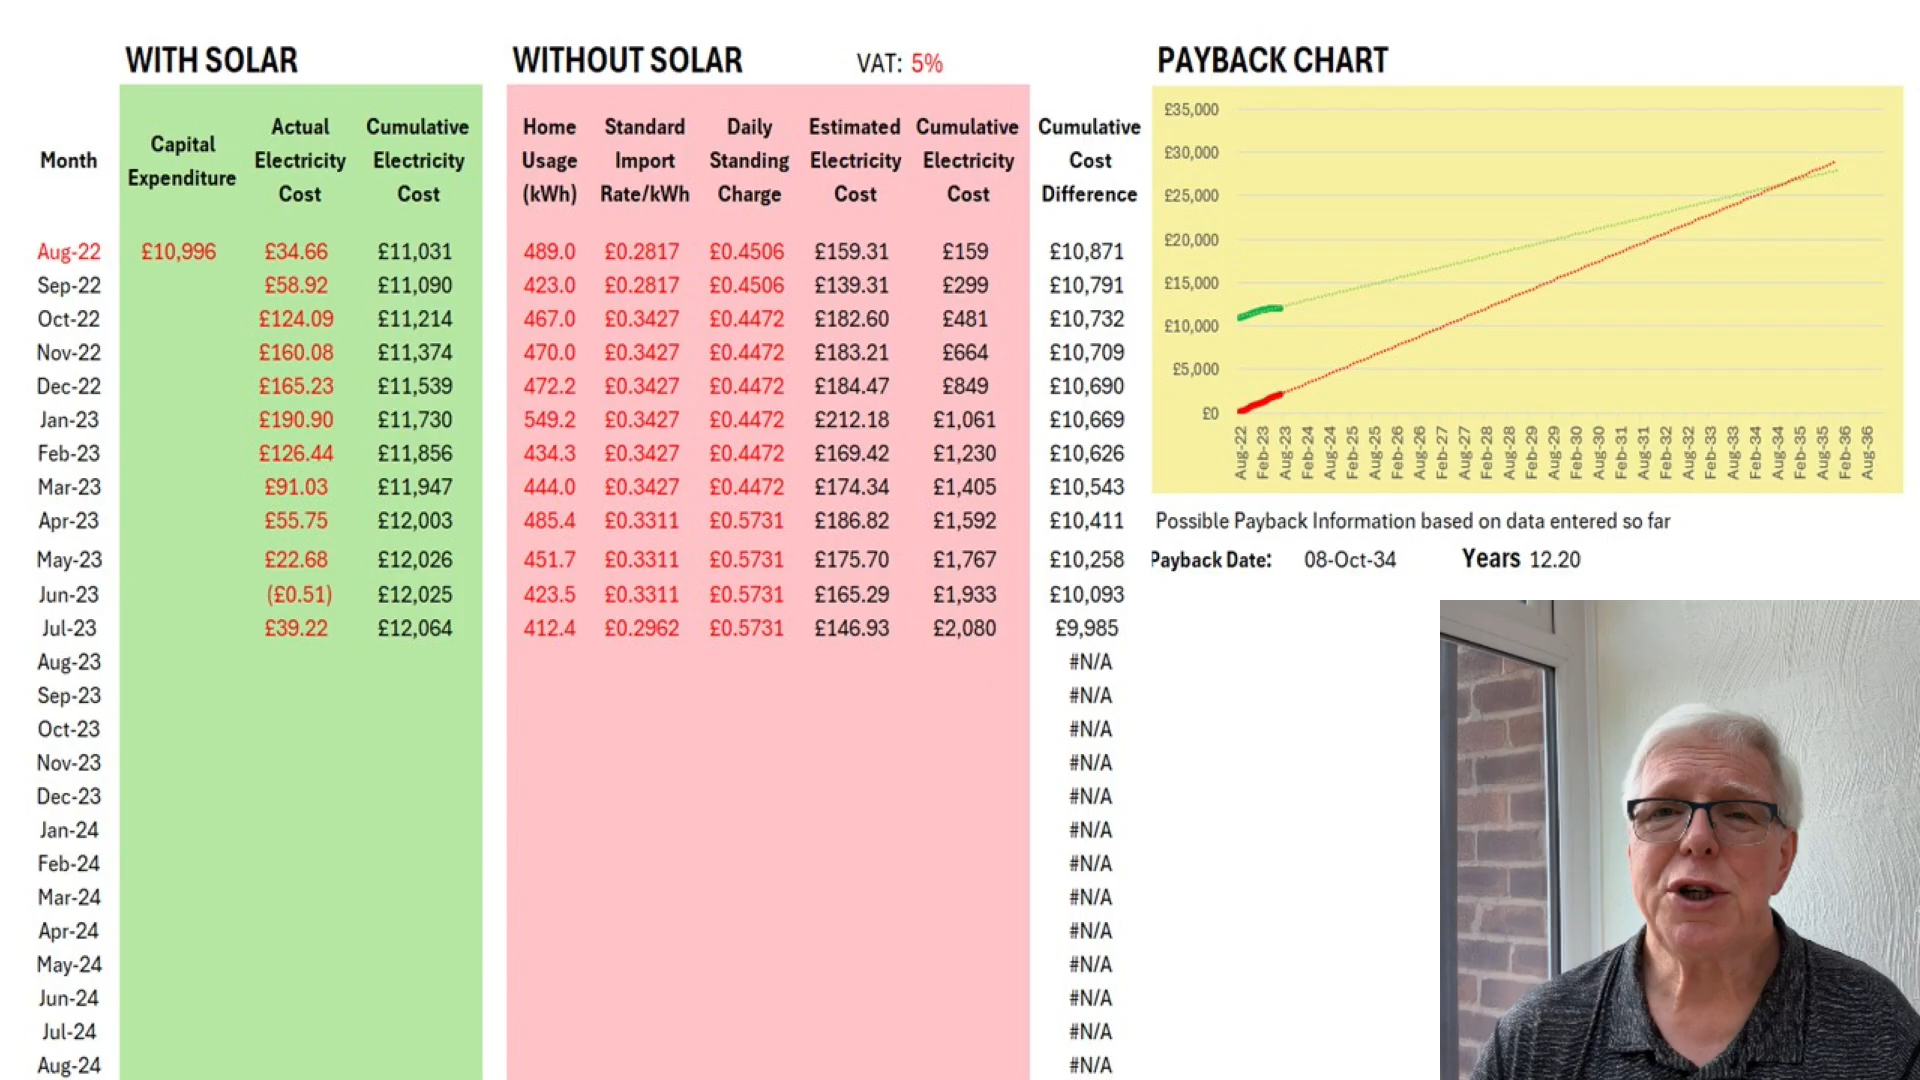 WITH SOLAR
WITHOUT SOLAR VAT: 5%
PAYBACK CHART
Month
Capital Expenditure
Actual Electricity Cost
Cumulative Electricity Cost
Home Usage (kWh)
Standard Import Rate/kWh
Daily Standing Charge
Estimated Electricity Cost
Cumulative Electricity Cost
Cumulative Cost Difference
Aug-22 £10,996 £34.66 £11,031 489.0 £0.2817 £0.4506 £159.31 £159 £10,871
Sep-22 £58.92 £11,090 423.0 £0.2817 £0.4506 £139.31 £299 £10,791
Oct-22 £124.09 £11,214 467.0 £0.3427 £0.4472 £182.60 £481 £10,732
Nov-22 £160.08 £11,374 470.0 £0.3427 £0.4472 £183.21 £664 £10,709
Dec-22 £165.23 £11,539 472.2 £0.3427 £0.4472 £184.47 £849 £10,690
Jan-23 £190.90 £11,730 549.2 £0.3427 £0.4472 £212.18 £1,061 £10,669
Feb-23 £126.44 £11,856 434.3 £0.3427 £0.4472 £169.42 £1,230 £10,626
Mar-23 £91.03 £11,947 444.0 £0.3427 £0.4472 £174.34 £1,405 £10,543
Apr-23 £55.75 £12,003 485.4 £0.3311 £0.5731 £186.82 £1,592 £10,411
May-23 £22.68 £12,026 451.7 £0.3311 £0.5731 £175.70 £1,767 £10,258
Jun-23 (£0.51) £12,025 423.5 £0.3311 £0.5731 £165.29 £1,933 £10,093
Jul-23 £39.22 £12,064 412.4 £0.2962 £0.5731 £146.93 £2,080 £9,985
Aug-23 #N/A
Sep-23 #N/A
Oct-23 #N/A
Nov-23 #N/A
Dec-23 #N/A
Jan-24 #N/A
Feb-24 #N/A
Mar-24 #N/A
Apr-24 #N/A
May-24 #N/A
Jun-24 #N/A
Jul-24 #N/A
Aug-24 #N/A
£35,000
£30,000
£25,000
£20,000
£15,000
£10,000
£5,000
£0
Aug-22 Feb-23 Aug-23 Feb-24 Aug-24 Feb-25 Aug-25 Feb-26 Aug-26 Feb-27 Aug-27 Feb-28 Aug-28 Feb-29 Aug-29 Feb-30 Aug-30 Feb-31 Aug-31 Feb-32 Aug-32 Feb-33 Aug-33 Feb-34 Aug-34 Feb-35 Aug-35 Feb-36 Aug-36
Possible Payback Information based on data entered so far
Payback Date: 08-Oct-34 Years 12.20